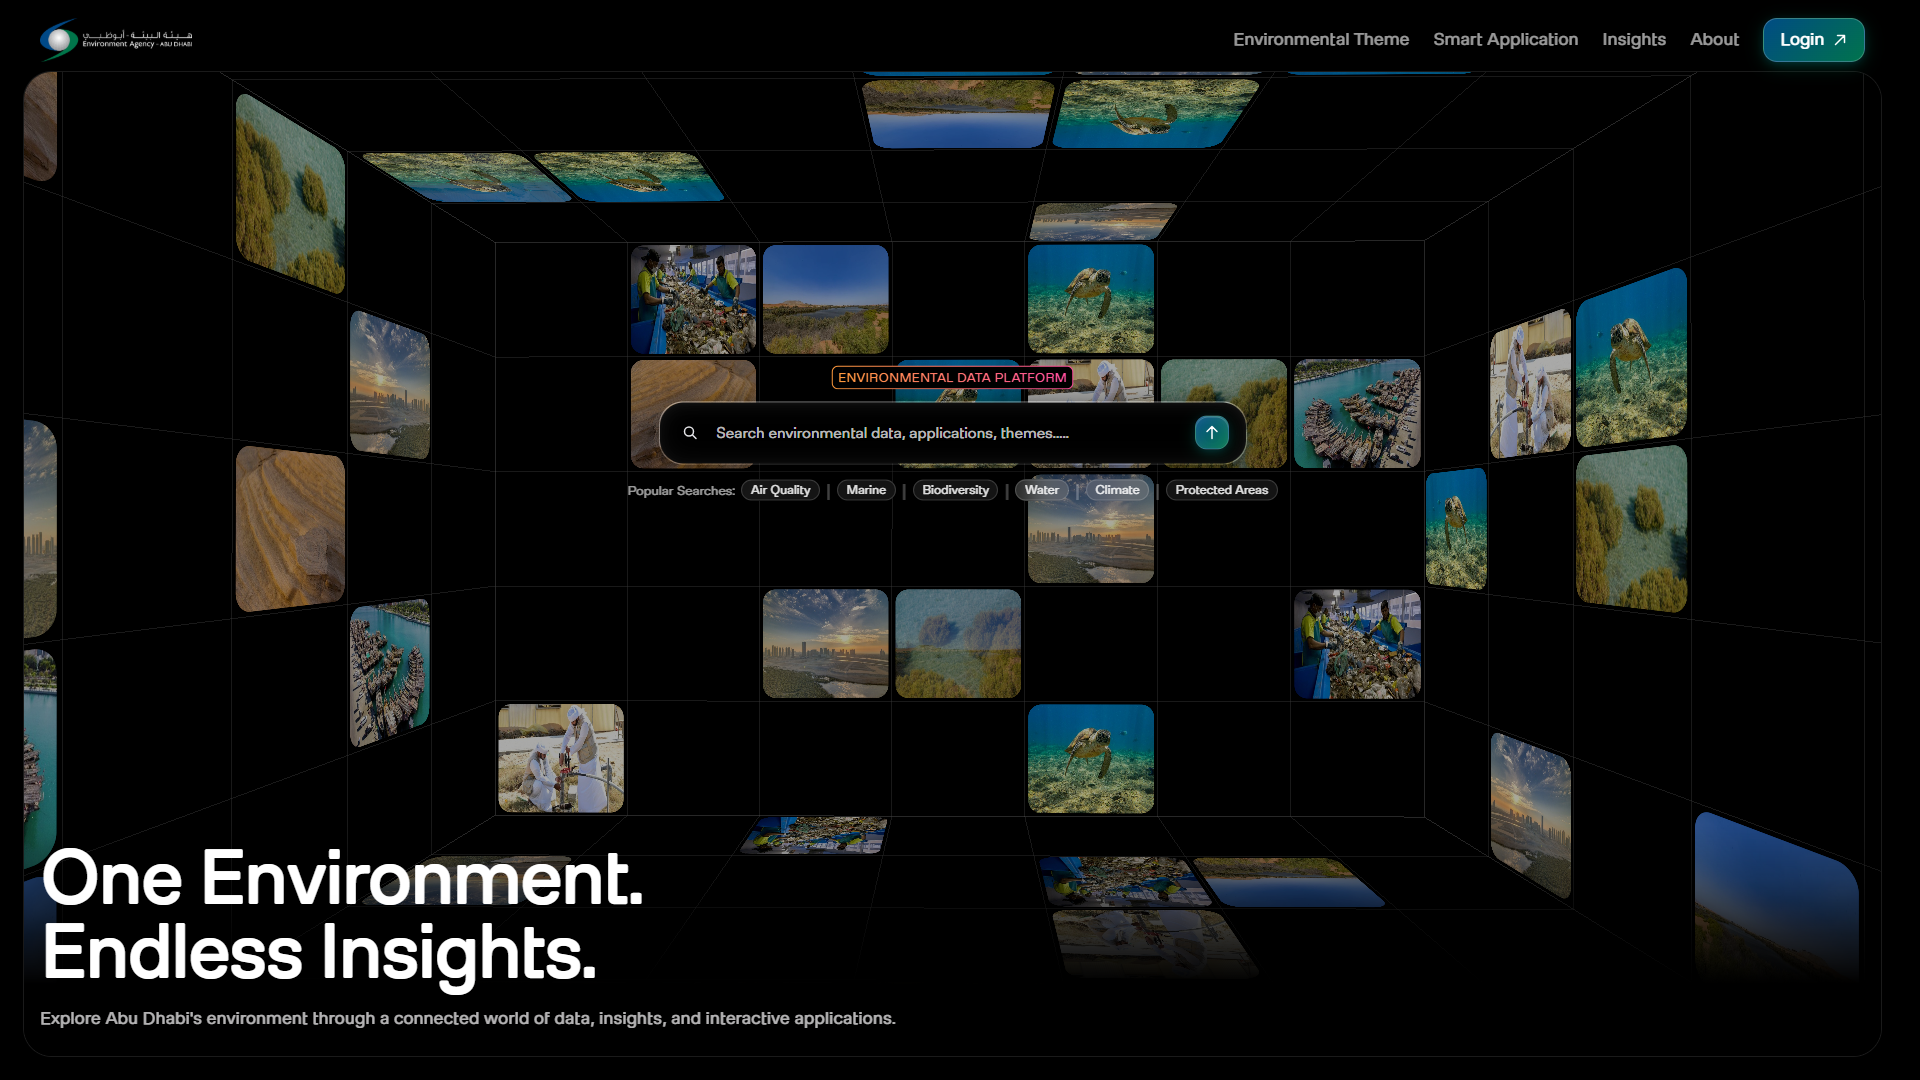 هيئة البيئة - أبوظبي
Environment Agency - ABU DHABI
Environmental Theme
Smart Application
Insights
About
Login
ENVIRONMENTAL DATA PLATFORM
Search environmental data, applications, themes.....
Popular Searches: Air Quality | Marine | Biodiversity | Water | Climate | Protected Areas
One Environment.
Endless Insights.
Explore Abu Dhabi's environment through a connected world of data, insights, and interactive applications.